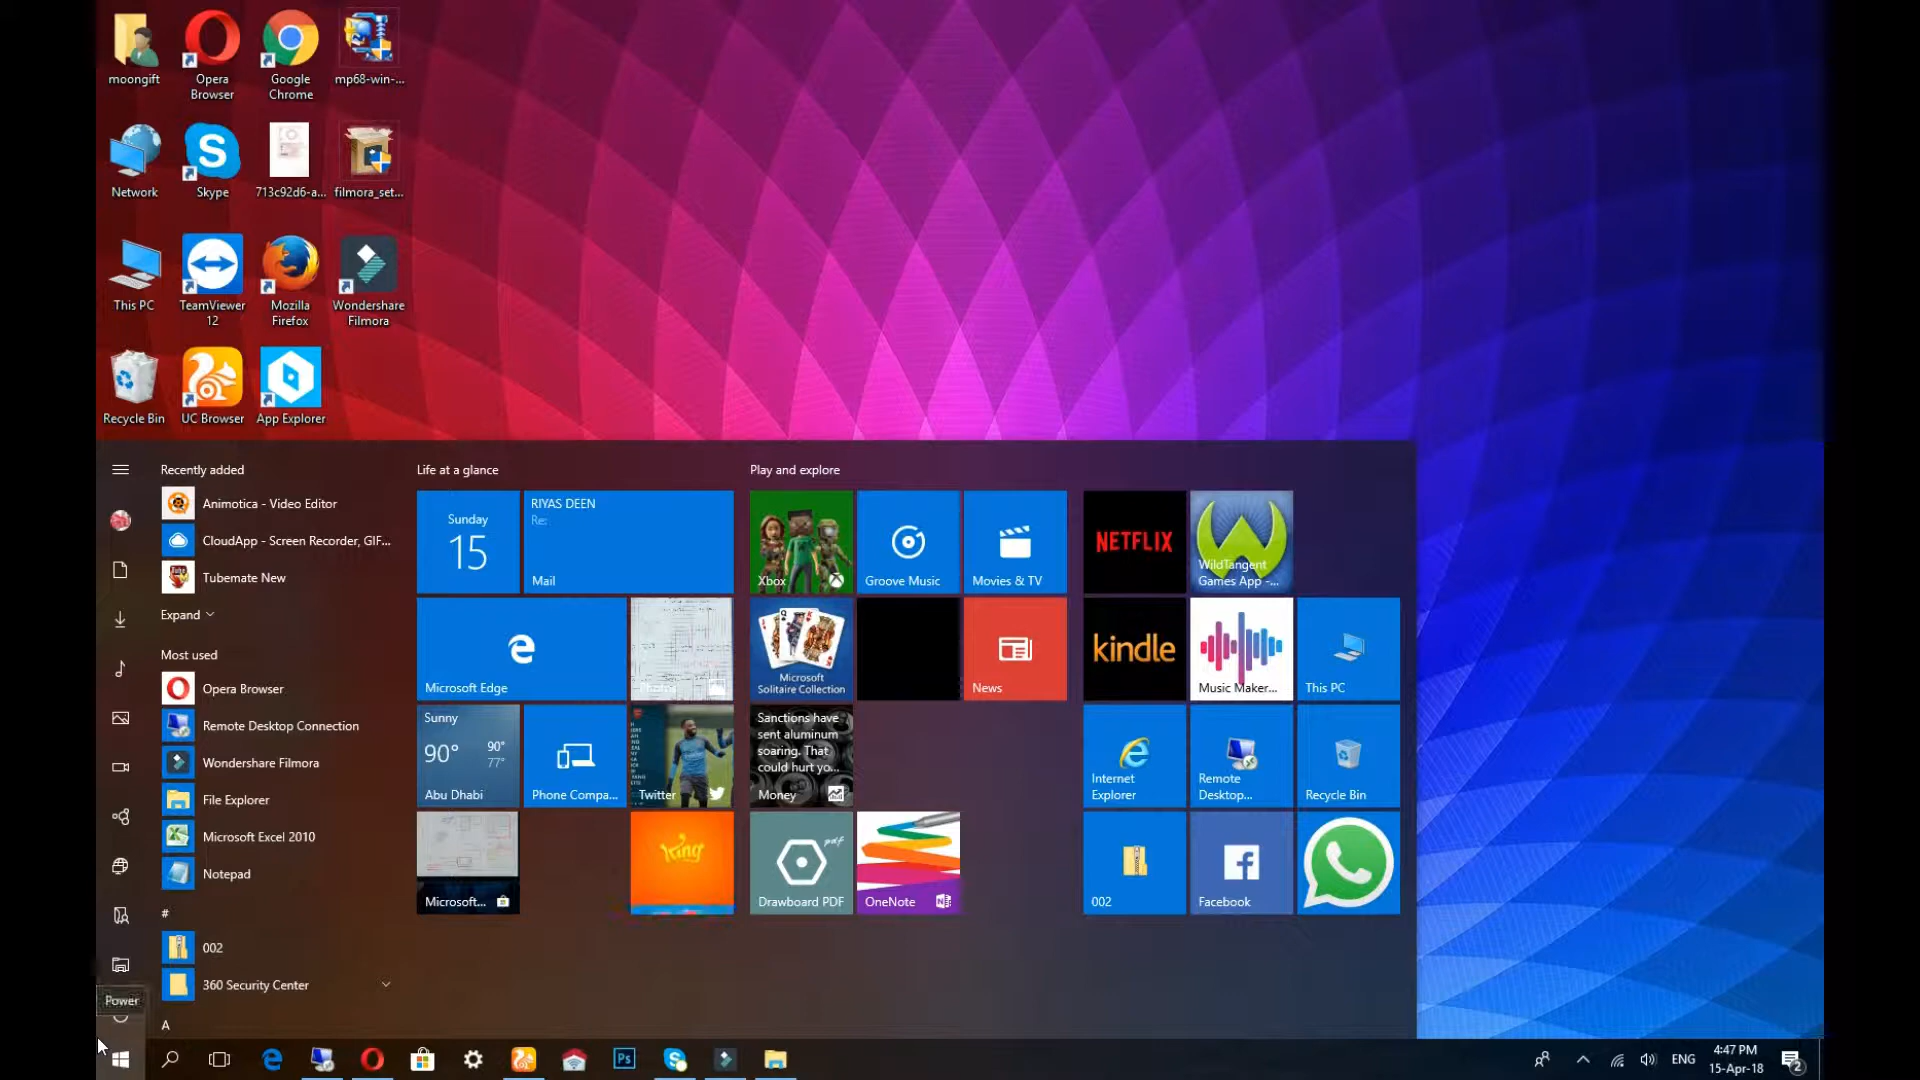 moongift
Opera
Browser
Google
Chrome
mp68-win-...
Network
Skype
713c92d6-a...
filmora_set...
This PC
TeamViewer
12
Mozilla
Firefox
Wondershare
Filmora
Recycle Bin
UC Browser
App Explorer
Recently added
Animotica - Video Editor
CloudApp - Screen Recorder, GIF...
Tubemate New
Expand
Most used
Opera Browser
Remote Desktop Connection
Wondershare Filmora
File Explorer
Microsoft Excel 2010
Notepad
#
002
360 Security Center
A
Power
Life at a glance
Sunday
15
RIYAS DEEN
Re:
Mail
Microsoft Edge
Sunny
90°
90°
77°
Abu Dhabi
Phone Compa...
Twitter
Microsoft...
King
Play and explore
Xbox
Groove Music
Movies & TV
Microsoft
Solitaire Collection
News
Sanctions have
sent aluminum
soaring. That
could hurt yo...
Money
Drawboard PDF
pdf
OneNote
NETFLIX
WildTangent
Games App -...
kindle
Music Maker...
This PC
Internet
Explorer
Remote
Desktop...
Recycle Bin
002
Facebook
Ps
ENG
4:47 PM
15-Apr-18
2